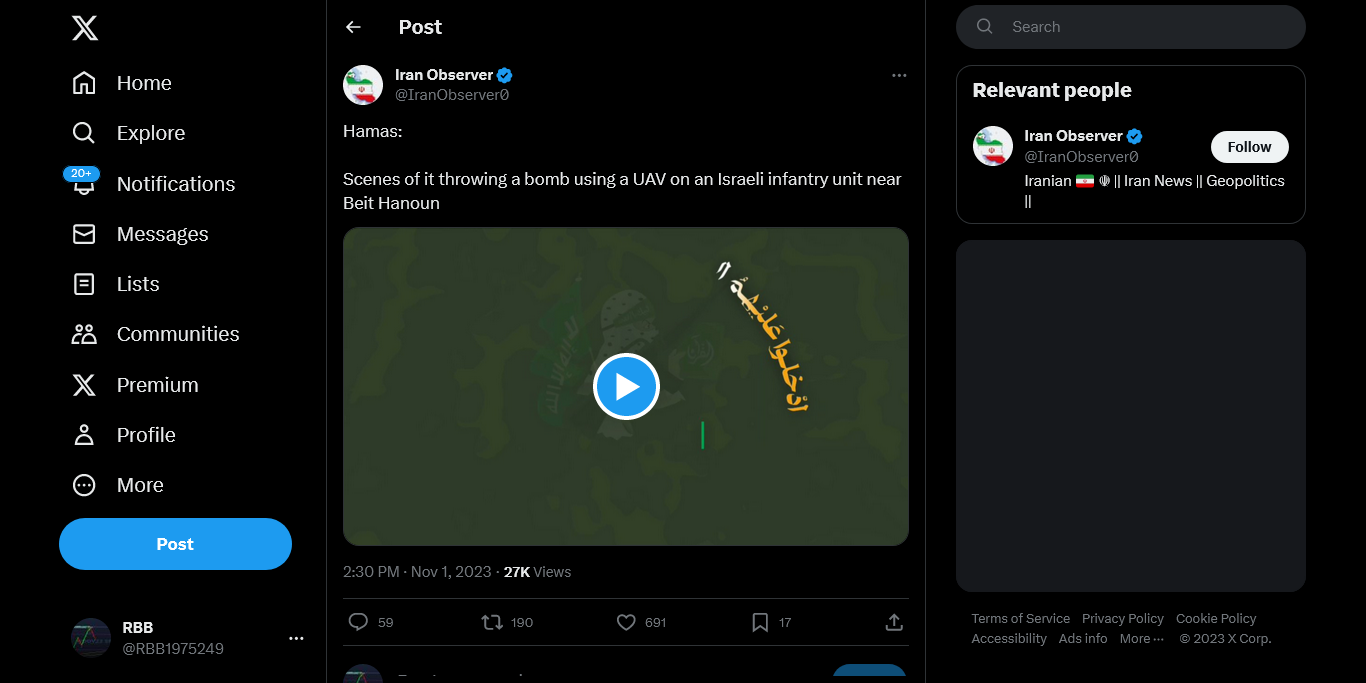 Home
Explore
20+
Notifications
Messages
Lists
Communities
Premium
Profile
More
Post
RBB
@RBB1975249
Post
Iran Observer
@IranObserver0
Hamas:
Scenes of it throwing a bomb using a UAV on an Israeli infantry unit near
Beit Hanoun
ادخلوا عليهم
2:30 PM · Nov 1, 2023 · 27K Views
59
190
691
17
Search
Relevant people
Iran Observer
@IranObserver0
Follow
Iranian 🇮🇷 || Iran News || Geopolitics
||
Terms of Service Privacy Policy Cookie Policy
Accessibility Ads info More ··· © 2023 X Corp.